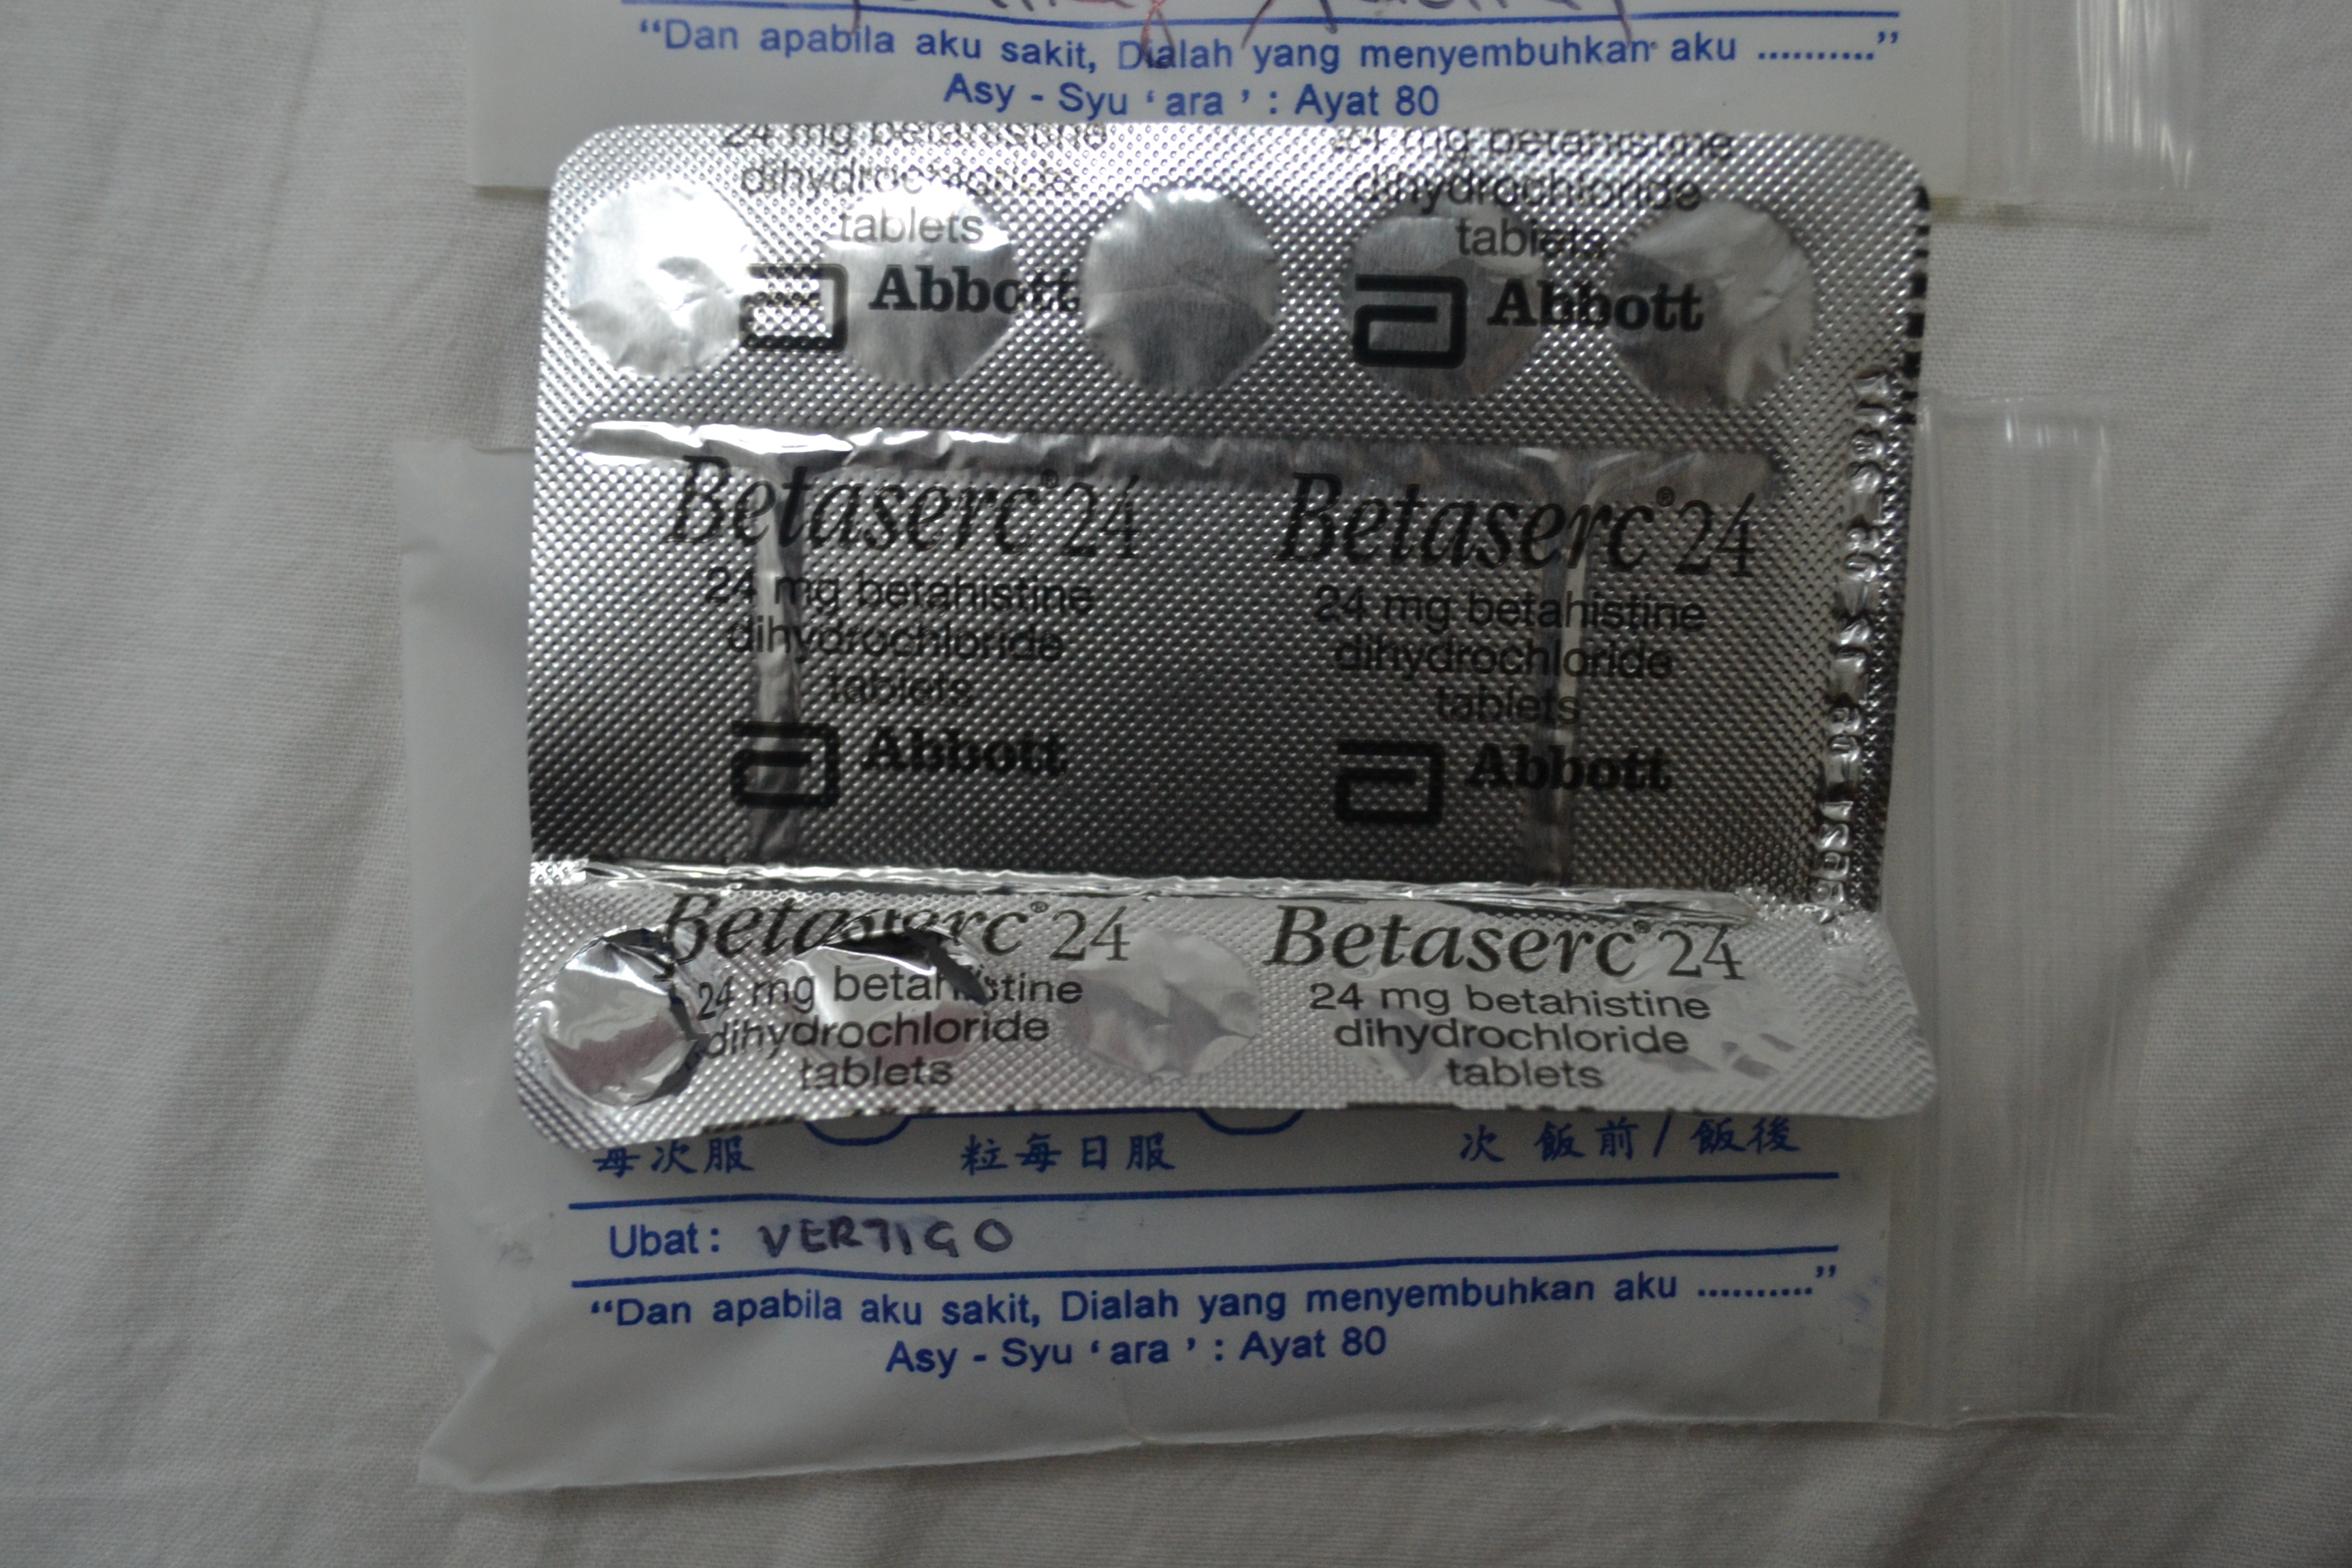 “Dan apabila aku sakit, Dialah yang menyembuhkan aku ..........”
Asy - Syu ‘ ara ’ : Ayat 80
24 mg betahistine 24 mg betahistine
dihydrochloride dihydrochloride
tablets tablets
Abbott Abbott
Betaserc® 24 Betaserc® 24
24 mg betahistine 24 mg betahistine
dihydrochloride dihydrochloride
tablets tablets
Abbott Abbott
Betaserc® 24 Betaserc® 24
24 mg betahistine 24 mg betahistine
dihydrochloride dihydrochloride
tablets tablets
每次服 粒每日服 次 飯前/飯後
Ubat : VERTIGO
“Dan apabila aku sakit, Dialah yang menyembuhkan aku ..........”
Asy - Syu ‘ ara ’ : Ayat 80